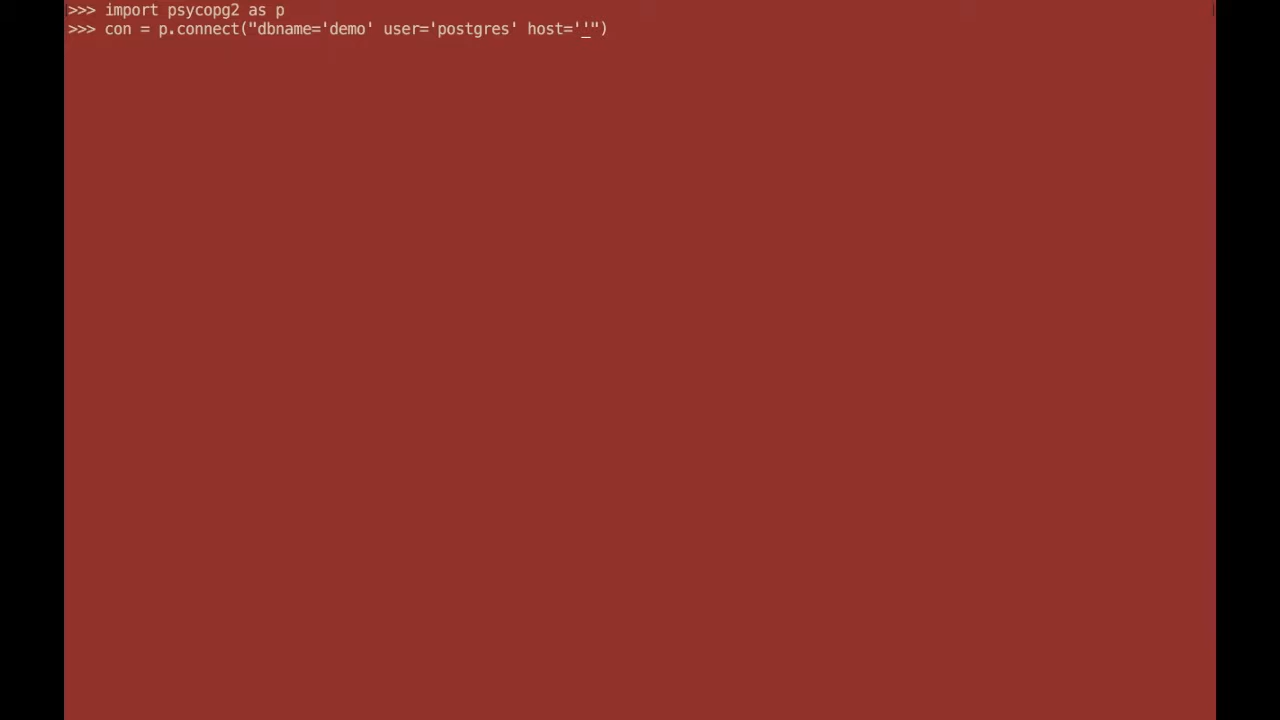 >>> import psycopg2 as p
>>> con = p.connect("dbname='demo' user='postgres' host=''")